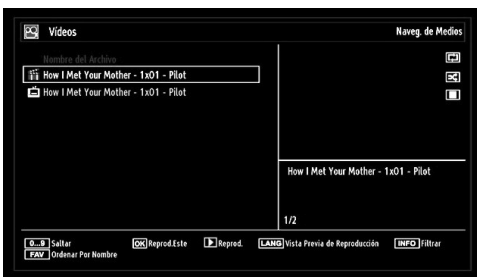 Vídeos
Naveg. de Medios
Nombre del Archivo
How I Met Your Mother - 1x01 - Pilot
How I Met Your Mother - 1x01 - Pilot
How I Met Your Mother - 1x01 - Pilot
1/2
0...9 Saltar OK Reprod.Este Reprod. LANG Vista Previa de Reproducción INFO Filtrar
FAV Ordenar Por Nombre